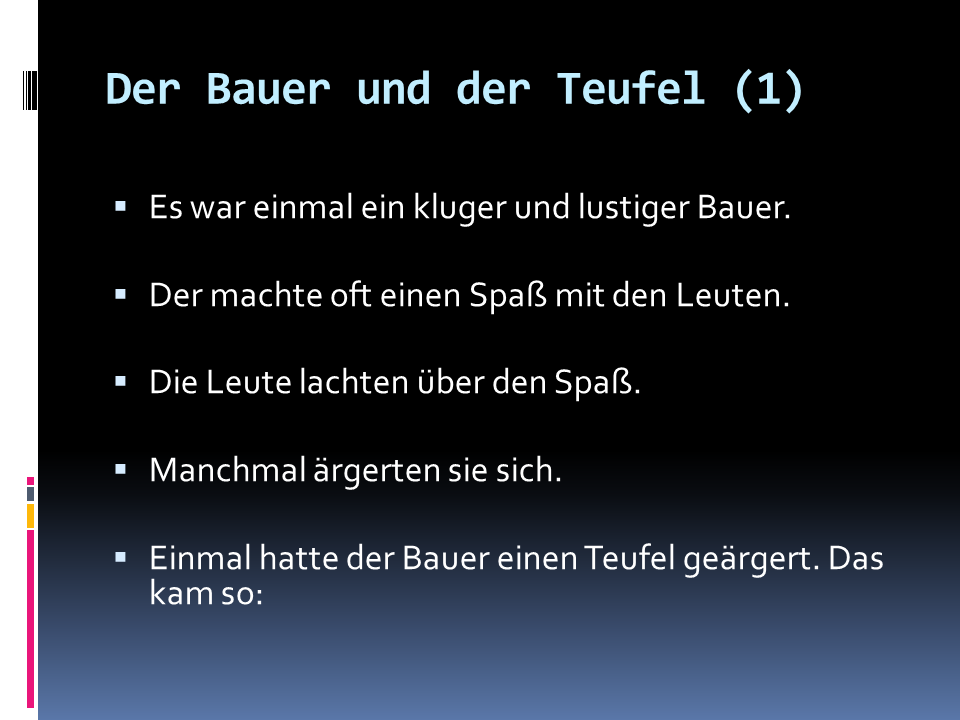 Der Bauer und der Teufel (1)
Es war einmal ein kluger und lustiger Bauer.
Der machte oft einen Spaß mit den Leuten.
Die Leute lachten über den Spaß.
Manchmal ärgerten sie sich.
Einmal hatte der Bauer einen Teufel geärgert. Das
kam so: